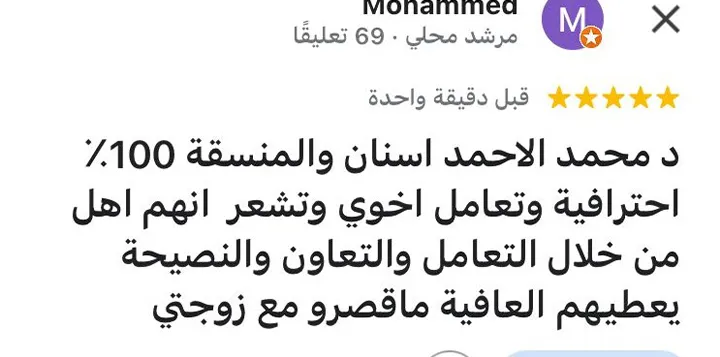 Mohammed
M
مرشد محلي · 69 تعليقًا
قبل دقيقة واحدة
د محمد الاحمد اسنان والمنسقة 100٪
احترافية وتعامل اخوي وتشعر انهم اهل
من خلال التعامل والتعاون والنصيحة
يعطيهم العافية ماقصرو مع زوجتي